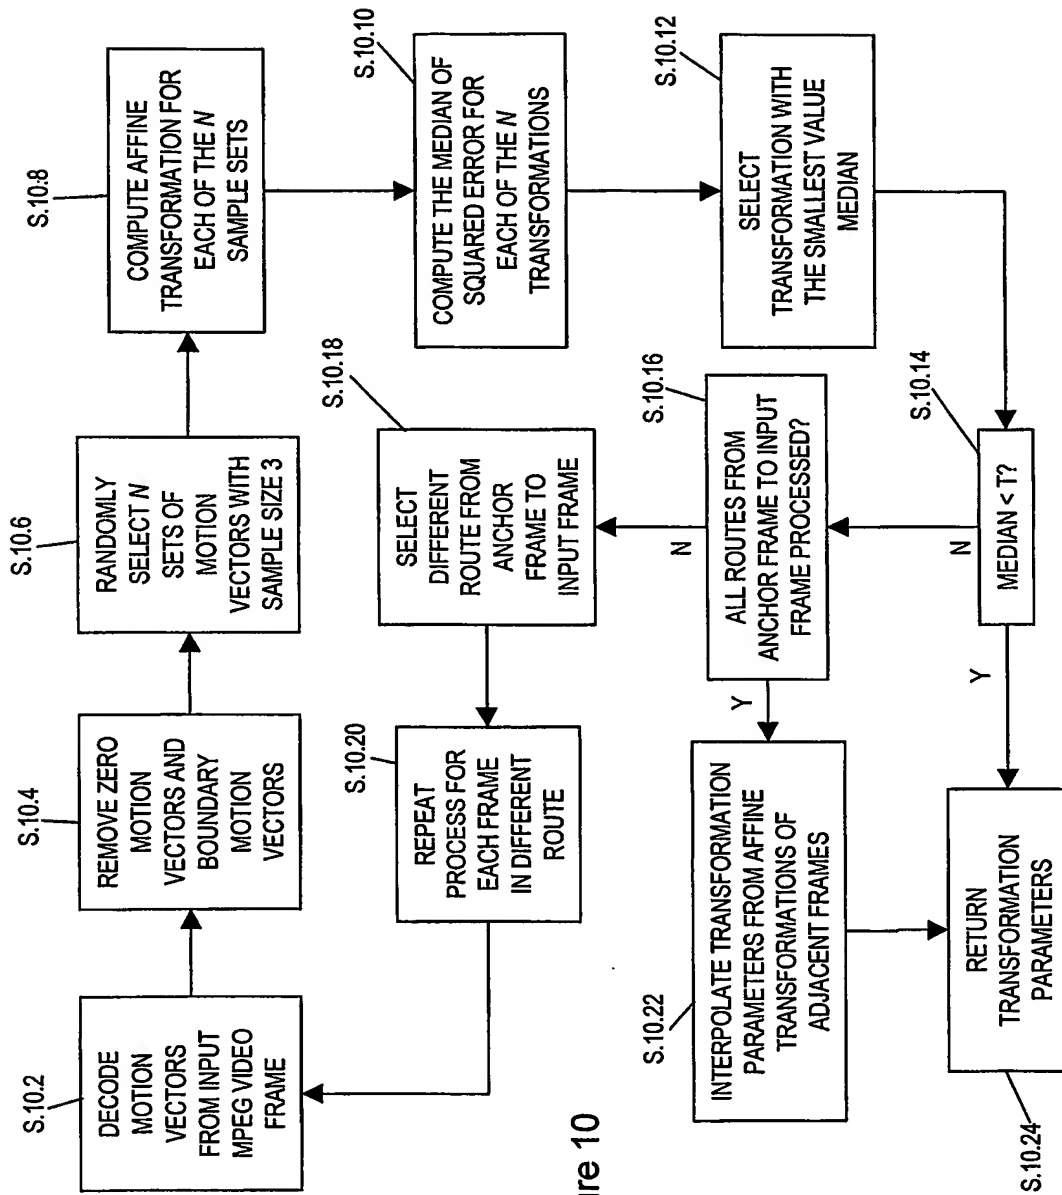 S.10.2
DECODE
MOTION
VECTORS
FROM INPUT
MPEG VIDEO
FRAME
S.10.4
REMOVE ZERO
MOTION
VECTORS AND
BOUNDARY
MOTION
VECTORS
S.10.6
RANDOMLY
SELECT N
SETS OF
MOTION
VECTORS WITH
SAMPLE SIZE 3
S.10.8
COMPUTE AFFINE
TRANSFORMATION FOR
EACH OF THE N
SAMPLE SETS
S.10.10
COMPUTE THE MEDIAN OF
SQUARED ERROR FOR
EACH OF THE N
TRANSFORMATIONS
S.10.12
SELECT
TRANSFORMATION WITH
THE SMALLEST VALUE
MEDIAN
S.10.14
MEDIAN < T?
N
Y
S.10.16
ALL ROUTES FROM
ANCHOR FRAME TO INPUT
FRAME PROCESSED?
N
Y
S.10.18
SELECT
DIFFERENT
ROUTE FROM
ANCHOR
FRAME TO
INPUT FRAME
S.10.20
REPEAT
PROCESS FOR
EACH FRAME
IN DIFFERENT
ROUTE
S.10.22
INTERPOLATE TRANSFORMATION
PARAMETERS FROM AFFINE
TRANSFORMATIONS OF
ADJACENT FRAMES
S.10.24
RETURN
TRANSFORMATION
PARAMETERS
ure 10